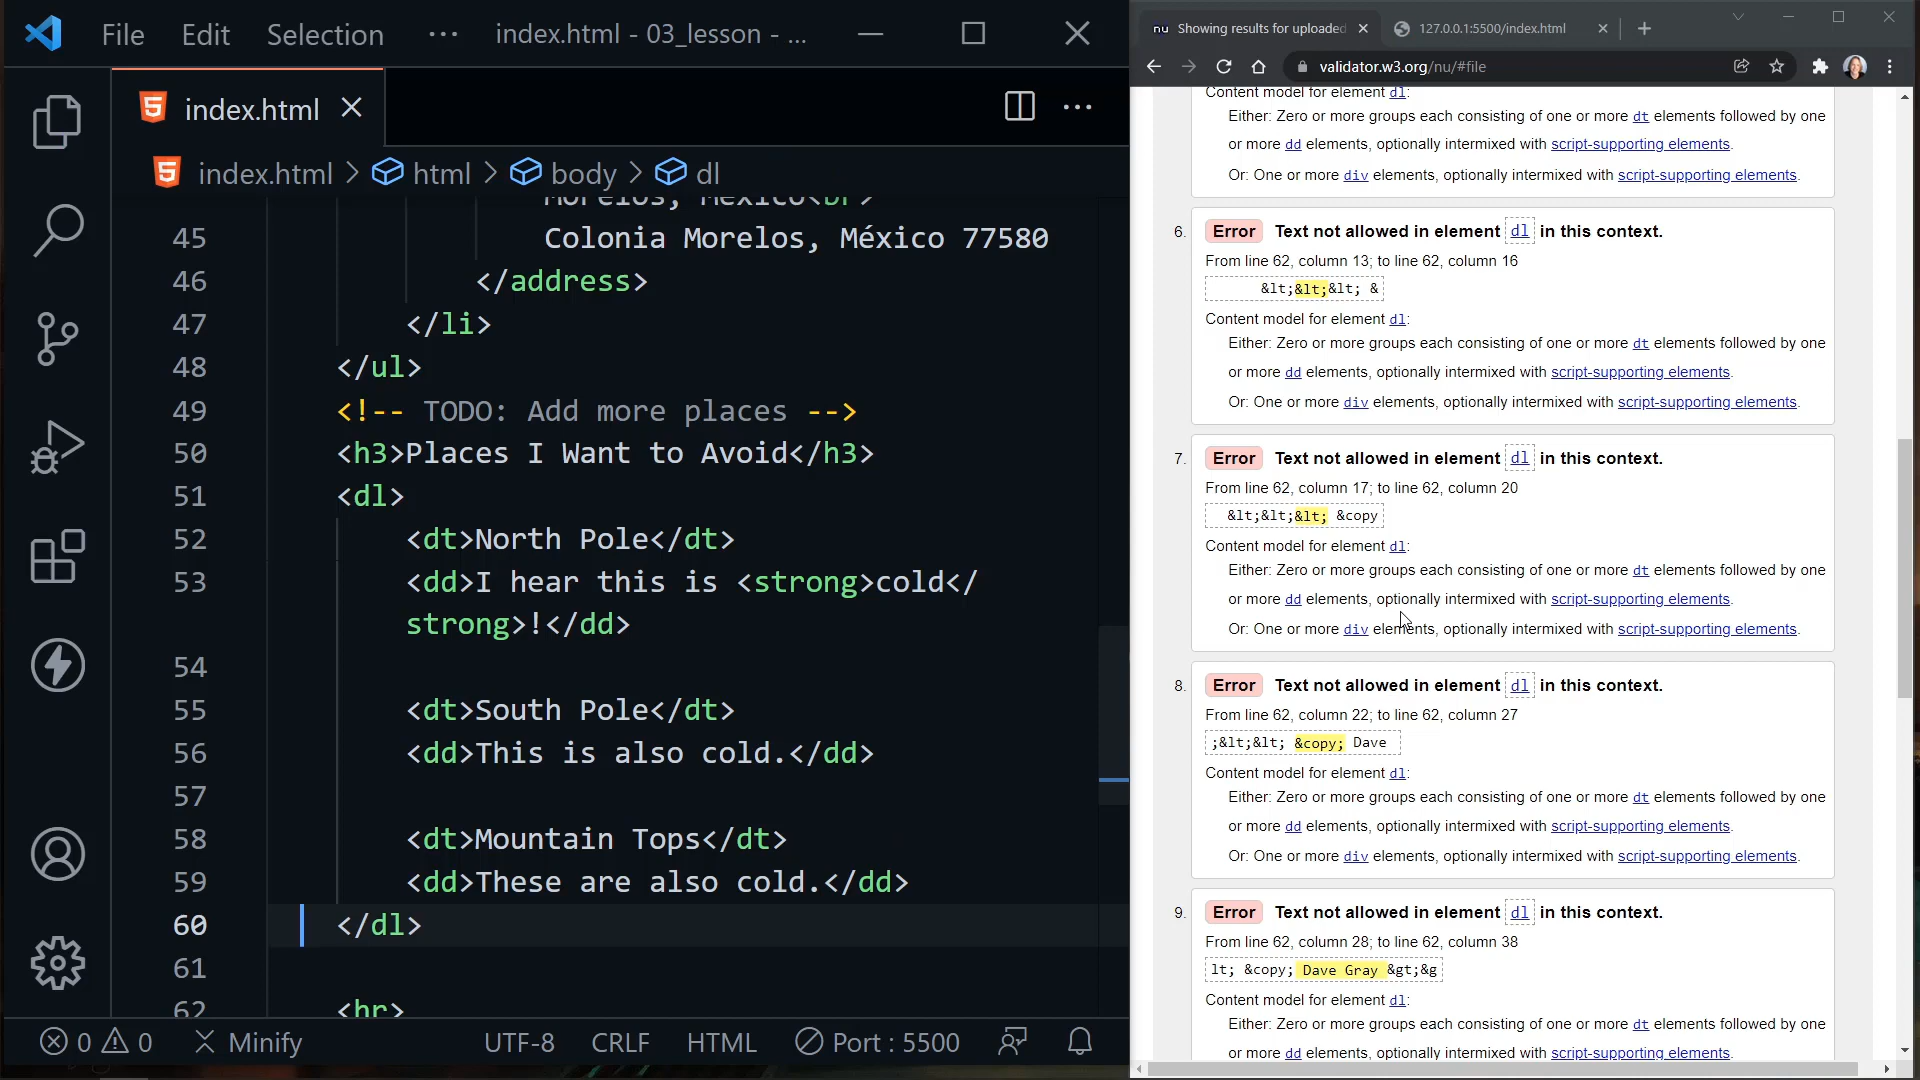 File Edit Selection ··· index.html - 03_lesson - ...
index.html
index.html > html > body > dl
Morelos, México<br>
45 Colonia Morelos, México 77580
46 </address>
47 </li>
48 </ul>
49 <!-- TODO: Add more places -->
50 <h3>Places I Want to Avoid</h3>
51 <dl>
52 <dt>North Pole</dt>
53 <dd>I hear this is <strong>cold</
strong>!</dd>
54
55 <dt>South Pole</dt>
56 <dd>This is also cold.</dd>
57
58 <dt>Mountain Tops</dt>
59 <dd>These are also cold.</dd>
60 </dl>
61
62 <hr>
0 0 Minify UTF-8 CRLF HTML Port : 5500
nu Showing results for uploaded 127.0.0.1:5500/index.html
validator.w3.org/nu/#file
Content model for element dl:
Either: Zero or more groups each consisting of one or more dt elements followed by one
or more dd elements, optionally intermixed with script-supporting elements.
Or: One or more div elements, optionally intermixed with script-supporting elements.
6. Error Text not allowed in element dl in this context.
From line 62, column 13; to line 62, column 16
&lt;&lt;&lt; &
Content model for element dl:
Either: Zero or more groups each consisting of one or more dt elements followed by one
or more dd elements, optionally intermixed with script-supporting elements.
Or: One or more div elements, optionally intermixed with script-supporting elements.
7. Error Text not allowed in element dl in this context.
From line 62, column 17; to line 62, column 20
&lt;&lt;&lt; &copy
Content model for element dl:
Either: Zero or more groups each consisting of one or more dt elements followed by one
or more dd elements, optionally intermixed with script-supporting elements.
Or: One or more div elements, optionally intermixed with script-supporting elements.
8. Error Text not allowed in element dl in this context.
From line 62, column 22; to line 62, column 27
;&lt;&lt; &copy; Dave
Content model for element dl:
Either: Zero or more groups each consisting of one or more dt elements followed by one
or more dd elements, optionally intermixed with script-supporting elements.
Or: One or more div elements, optionally intermixed with script-supporting elements.
9. Error Text not allowed in element dl in this context.
From line 62, column 28; to line 62, column 38
lt; &copy; Dave Gray &gt;&g
Content model for element dl:
Either: Zero or more groups each consisting of one or more dt elements followed by one
or more dd elements, optionally intermixed with script-supporting elements.